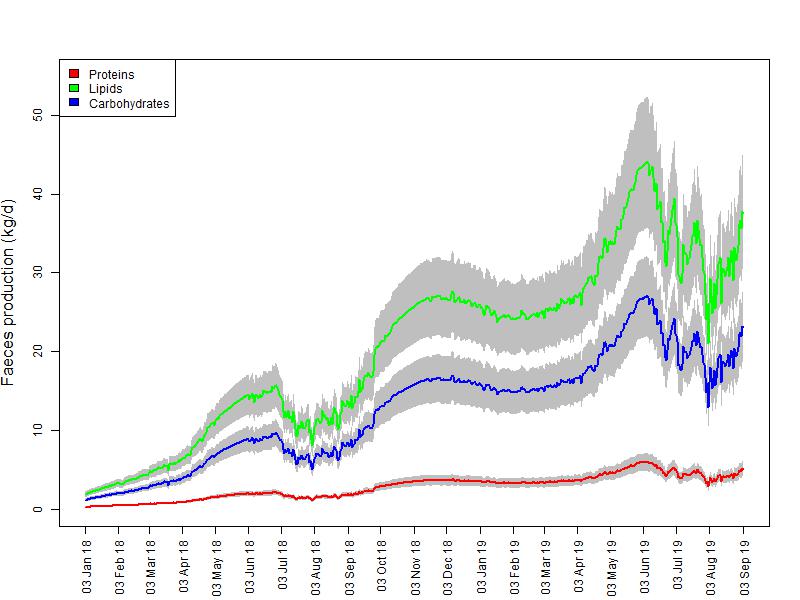 Proteins
Lipids
Carbohydrates
Faeces production (kg/d)
50
40
30
20
10
0
03 Jan 18
03 Feb 18
03 Mar 18
03 Apr 18
03 May 18
03 Jun 18
03 Jul 18
03 Aug 18
03 Sep 18
03 Oct 18
03 Nov 18
03 Dec 18
03 Jan 19
03 Feb 19
03 Mar 19
03 Apr 19
03 May 19
03 Jun 19
03 Jul 19
03 Aug 19
03 Sep 19